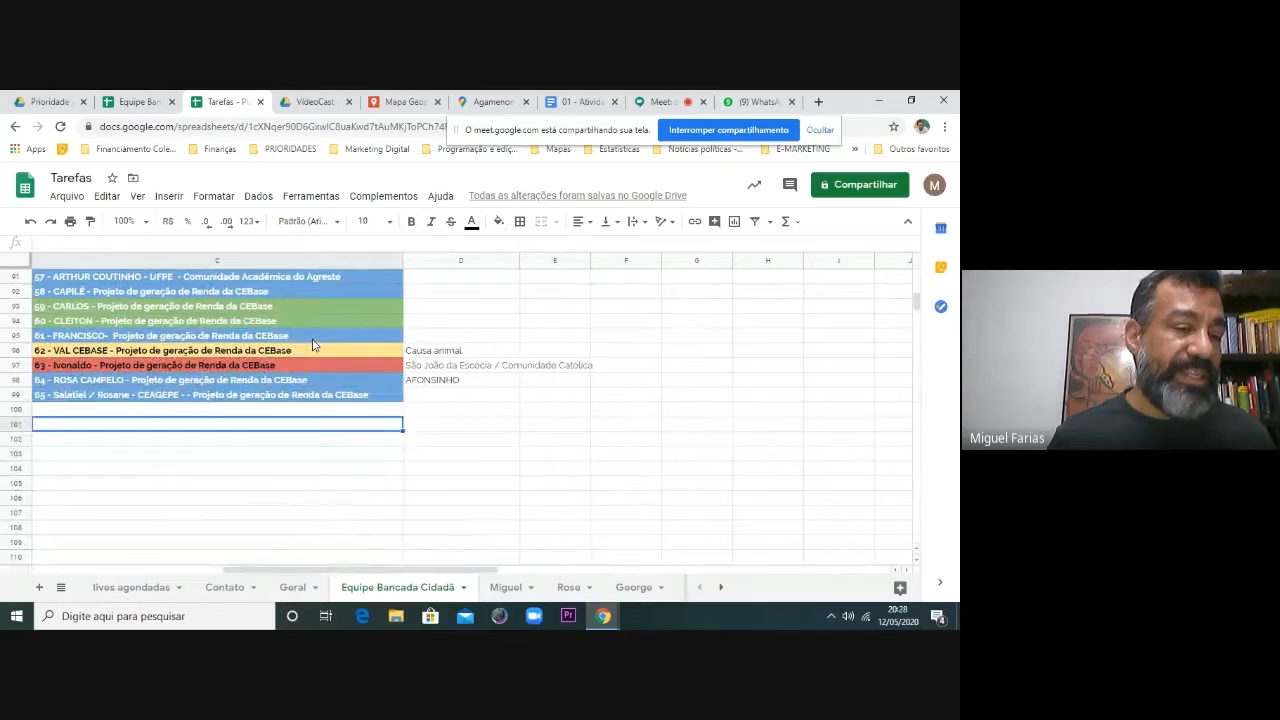 Prioridade
Equipe Ban
Tarefas - Pl
VídeoCast
Mapa Geop
Agamenon
01 - Ativida
Meet:
(9) WhatsA
docs.google.com/spreadsheets/d/1cXNqer90D6GxwlC8uaKwd7tAuMKjToPCh74F
O meet.google.com está compartilhando sua tela.
Interromper compartilhamento
Ocultar
Apps
Financiamento Cole...
Finanças
PRIORIDADES
Marketing Digital
Programação e ediç...
Mapas
Estatísticas
Notícias políticas -...
E-MARKETING
»
Outros favoritos
Tarefas
Arquivo Editar Ver Inserir Formatar Dados Ferramentas Complementos Ajuda
Todas as alterações foram salvas no Google Drive
Compartilhar
M
100% R$ % .0 .00 123 Padrão (Ari... 10 B I S A
fx
C D E F G H I J
91 57 - ARTHUR COUTINHO - UFPE - Comunidade Acadêmica do Agreste
92 58 - CAPILÉ - Projeto de geração de Renda da CEBase
93 59 - CARLOS - Projeto de geração de Renda da CEBase
94 60 - CLEITON - Projeto de geração de Renda da CEBase
95 61 - FRANCISCO- Projeto de geração de Renda da CEBase
96 62 - VAL CEBASE - Projeto de geração de Renda da CEBase Causa animal
97 63 - Ivonaldo - Projeto de geração de Renda da CEBase São João da Escócia / Comunidade Católica
98 64 - ROSA CAMPELO - Projeto de geração de Renda da CEBase AFONSINHO
99 65 - Salatiel / Rosane - CEAGEPE - - Projeto de geração de Renda da CEBase
100
101
102
103
104
105
106
107
108
109
110
lives agendadas
Contato
Geral
Equipe Bancada Cidadã
Miguel
Rose
George
Digite aqui para pesquisar
Pr
20:28
12/05/2020
4
Miguel Farias